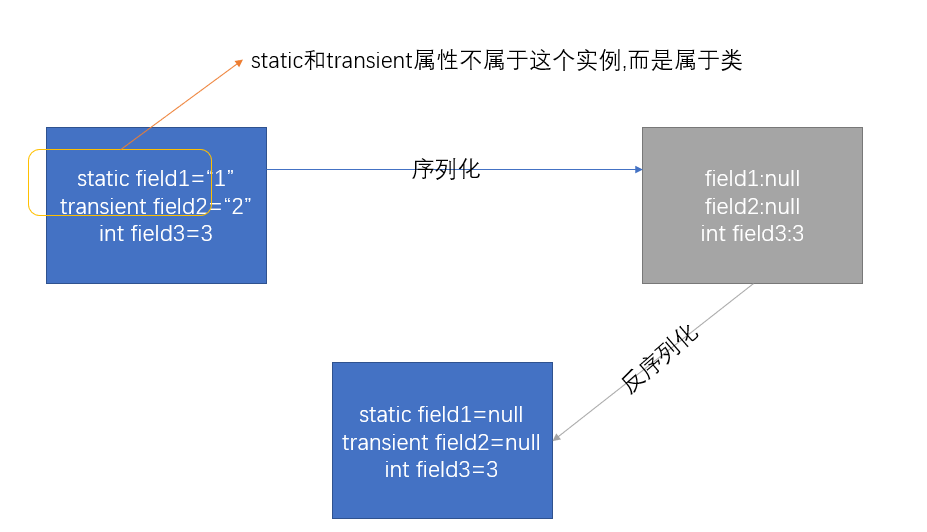 static和transient属性不属于这个实例,而是属于类
static field1=“1”
transient field2=“2”
int field3=3
序列化
field1:null
field2:null
int field3:3
反序列化
static field1=null
transient field2=null
int field3=3